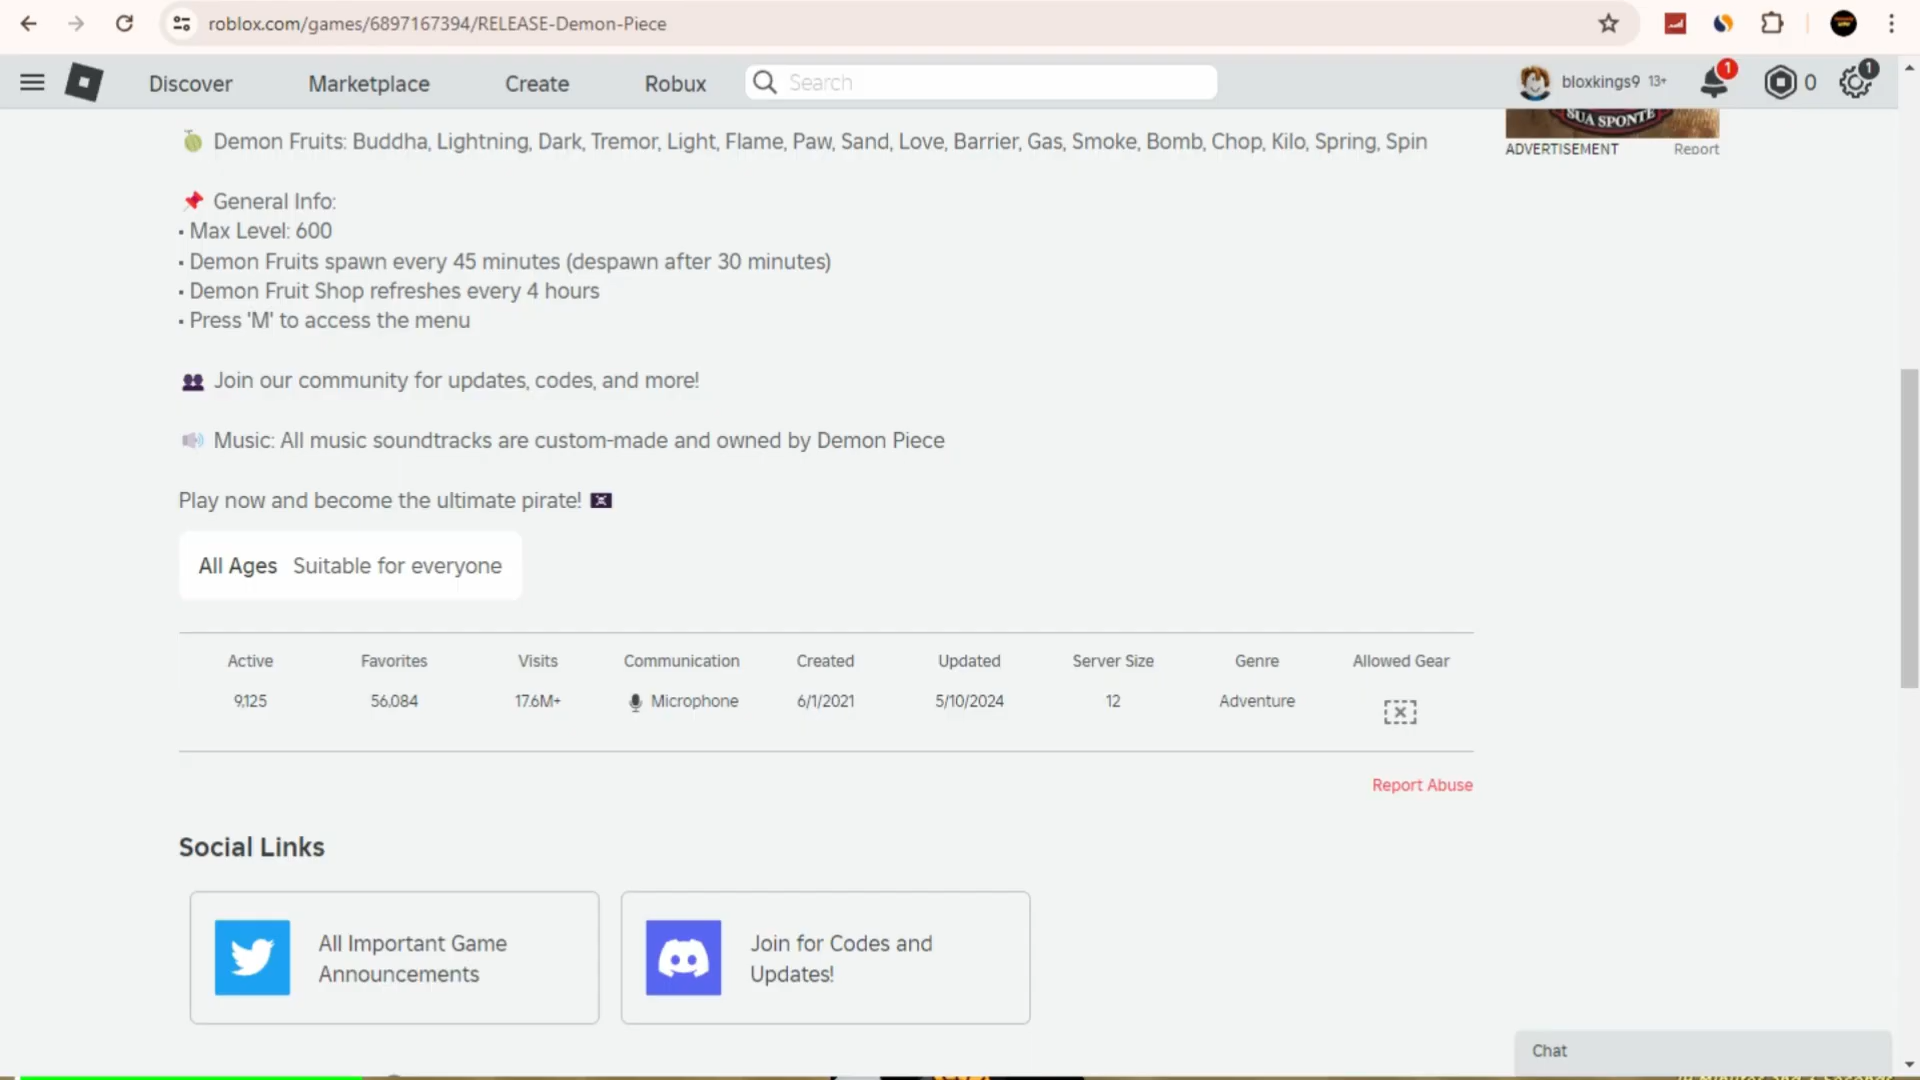 roblox.com/games/6897167394/RELEASE-Demon-Piece
Discover
Marketplace
Create
Robux
Search
bloxkings9 13+
1
0
1
SUA SPONTE
ADVERTISEMENT
Report
Demon Fruits: Buddha, Lightning, Dark, Tremor, Light, Flame, Paw, Sand, Love, Barrier, Gas, Smoke, Bomb, Chop, Kilo, Spring, Spin
General Info:
• Max Level: 600
• Demon Fruits spawn every 45 minutes (despawn after 30 minutes)
• Demon Fruit Shop refreshes every 4 hours
• Press 'M' to access the menu
Join our community for updates, codes, and more!
Music: All music soundtracks are custom-made and owned by Demon Piece
Play now and become the ultimate pirate!
All Ages Suitable for everyone
Active Favorites Visits Communication Created Updated Server Size Genre Allowed Gear
9,125 56,084 17.6M+ Microphone 6/1/2021 5/10/2024 12 Adventure
Report Abuse
Social Links
All Important Game
Announcements
Join for Codes and
Updates!
Chat